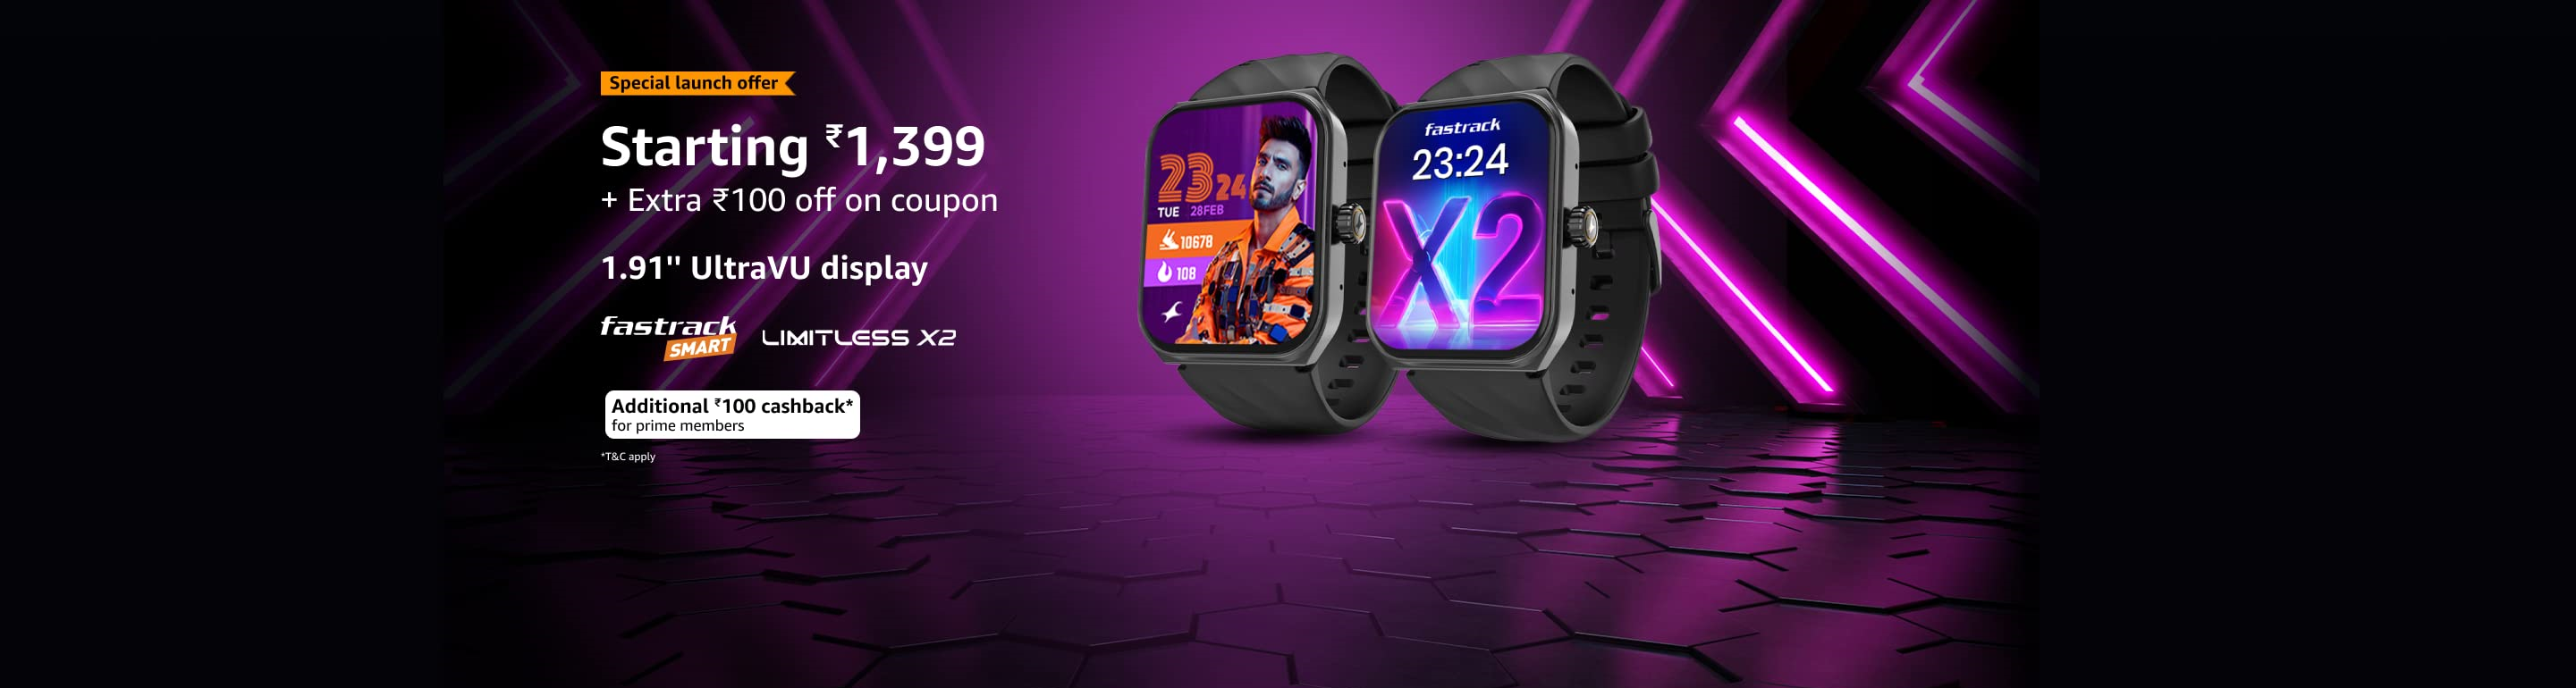 Special launch offer
Starting ₹1,399
+ Extra ₹100 off on coupon
1.91'' UltraVU display
fastrack
SMART
LIMITLESS X2
Additional ₹100 cashback*
for prime members
*T&C apply
23 24
TUE 28FEB
10678
108
fastrack
23:24
X2